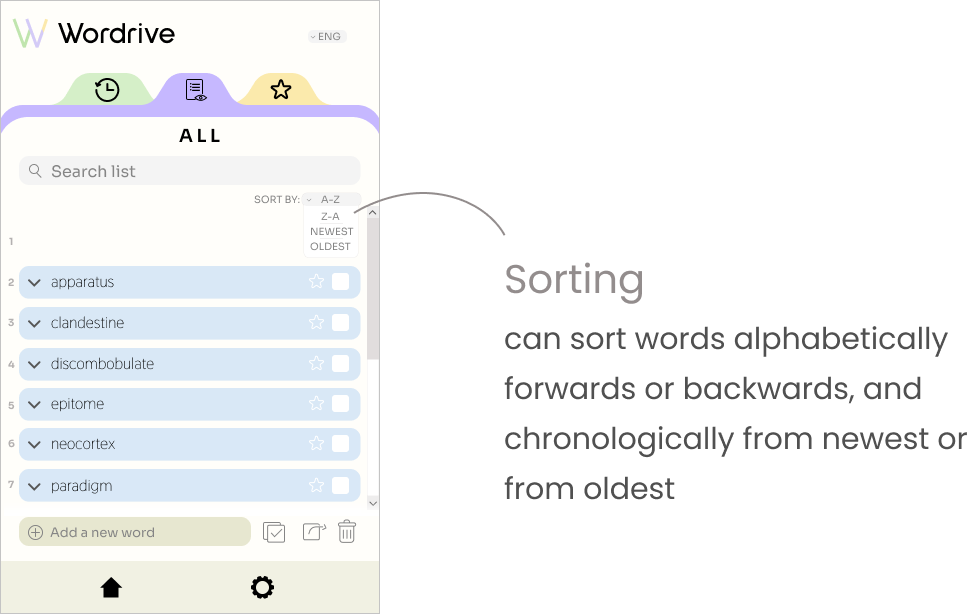 Wordrive
ENG
ALL
Search list
SORT BY: A-Z
Z-A
NEWEST
OLDEST
1
2 apparatus
3 clandestine
4 discombobulate
5 epitome
6 neocortex
7 paradigm
Add a new word
Sorting
can sort words alphabetically
forwards or backwards, and
chronologically from newest or
from oldest